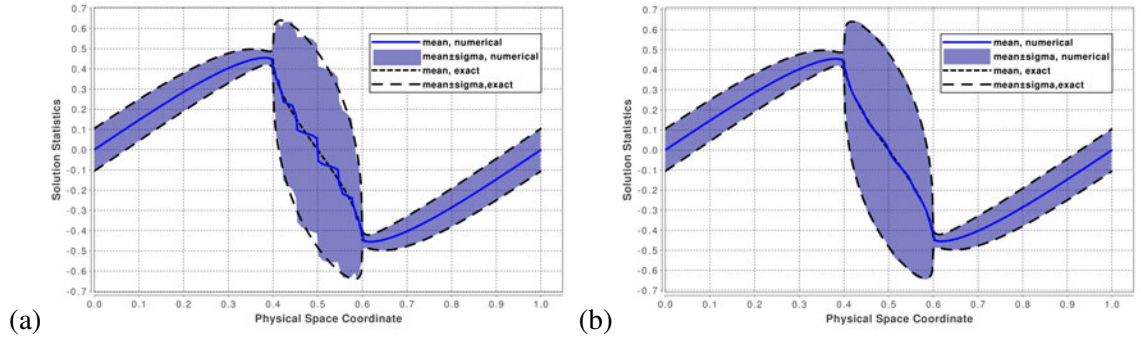 0.7
0.6
0.5
0.4
0.3
0.2
0.1
0.0
-0.1
-0.2
-0.3
-0.4
-0.5
-0.6
-0.7
Solution Statistics
mean, numerical
mean±sigma, numerical
mean, exact
mean±sigma,exact
0.0 0.1 0.2 0.3 0.4 0.5 0.6 0.7 0.8 0.9 1.0
Physical Space Coordinate
(a)
0.7
0.6
0.5
0.4
0.3
0.2
0.1
0.0
-0.1
-0.2
-0.3
-0.4
-0.5
-0.6
-0.7
Solution Statistics
mean, numerical
mean±sigma, numerical
mean, exact
mean±sigma,exact
0.0 0.1 0.2 0.3 0.4 0.5 0.6 0.7 0.8 0.9 1.0
Physical Space Coordinate
(b)